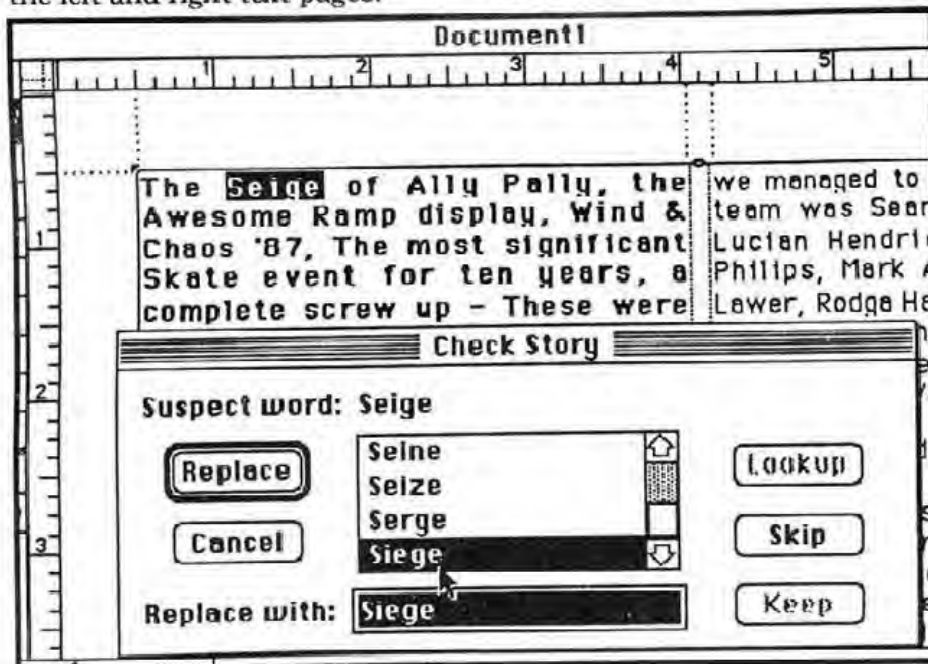 the left and right text pages.
Document1
1 2 3 4 5
The Seige of Ally Pally, the
Awesome Ramp display, Wind &
Chaos '87, The most significant
Skate event for ten years, a
complete screw up – These were
we managed to
team was Sean
Lucian Hendri
Philips, Mark A
Lawer, Rodga Ha
1
2
3
Check Story
Suspect word: Seige
Replace
Cancel
Seine
Seize
Serge
Siege
Lookup
Skip
Keep
Replace with: Siege